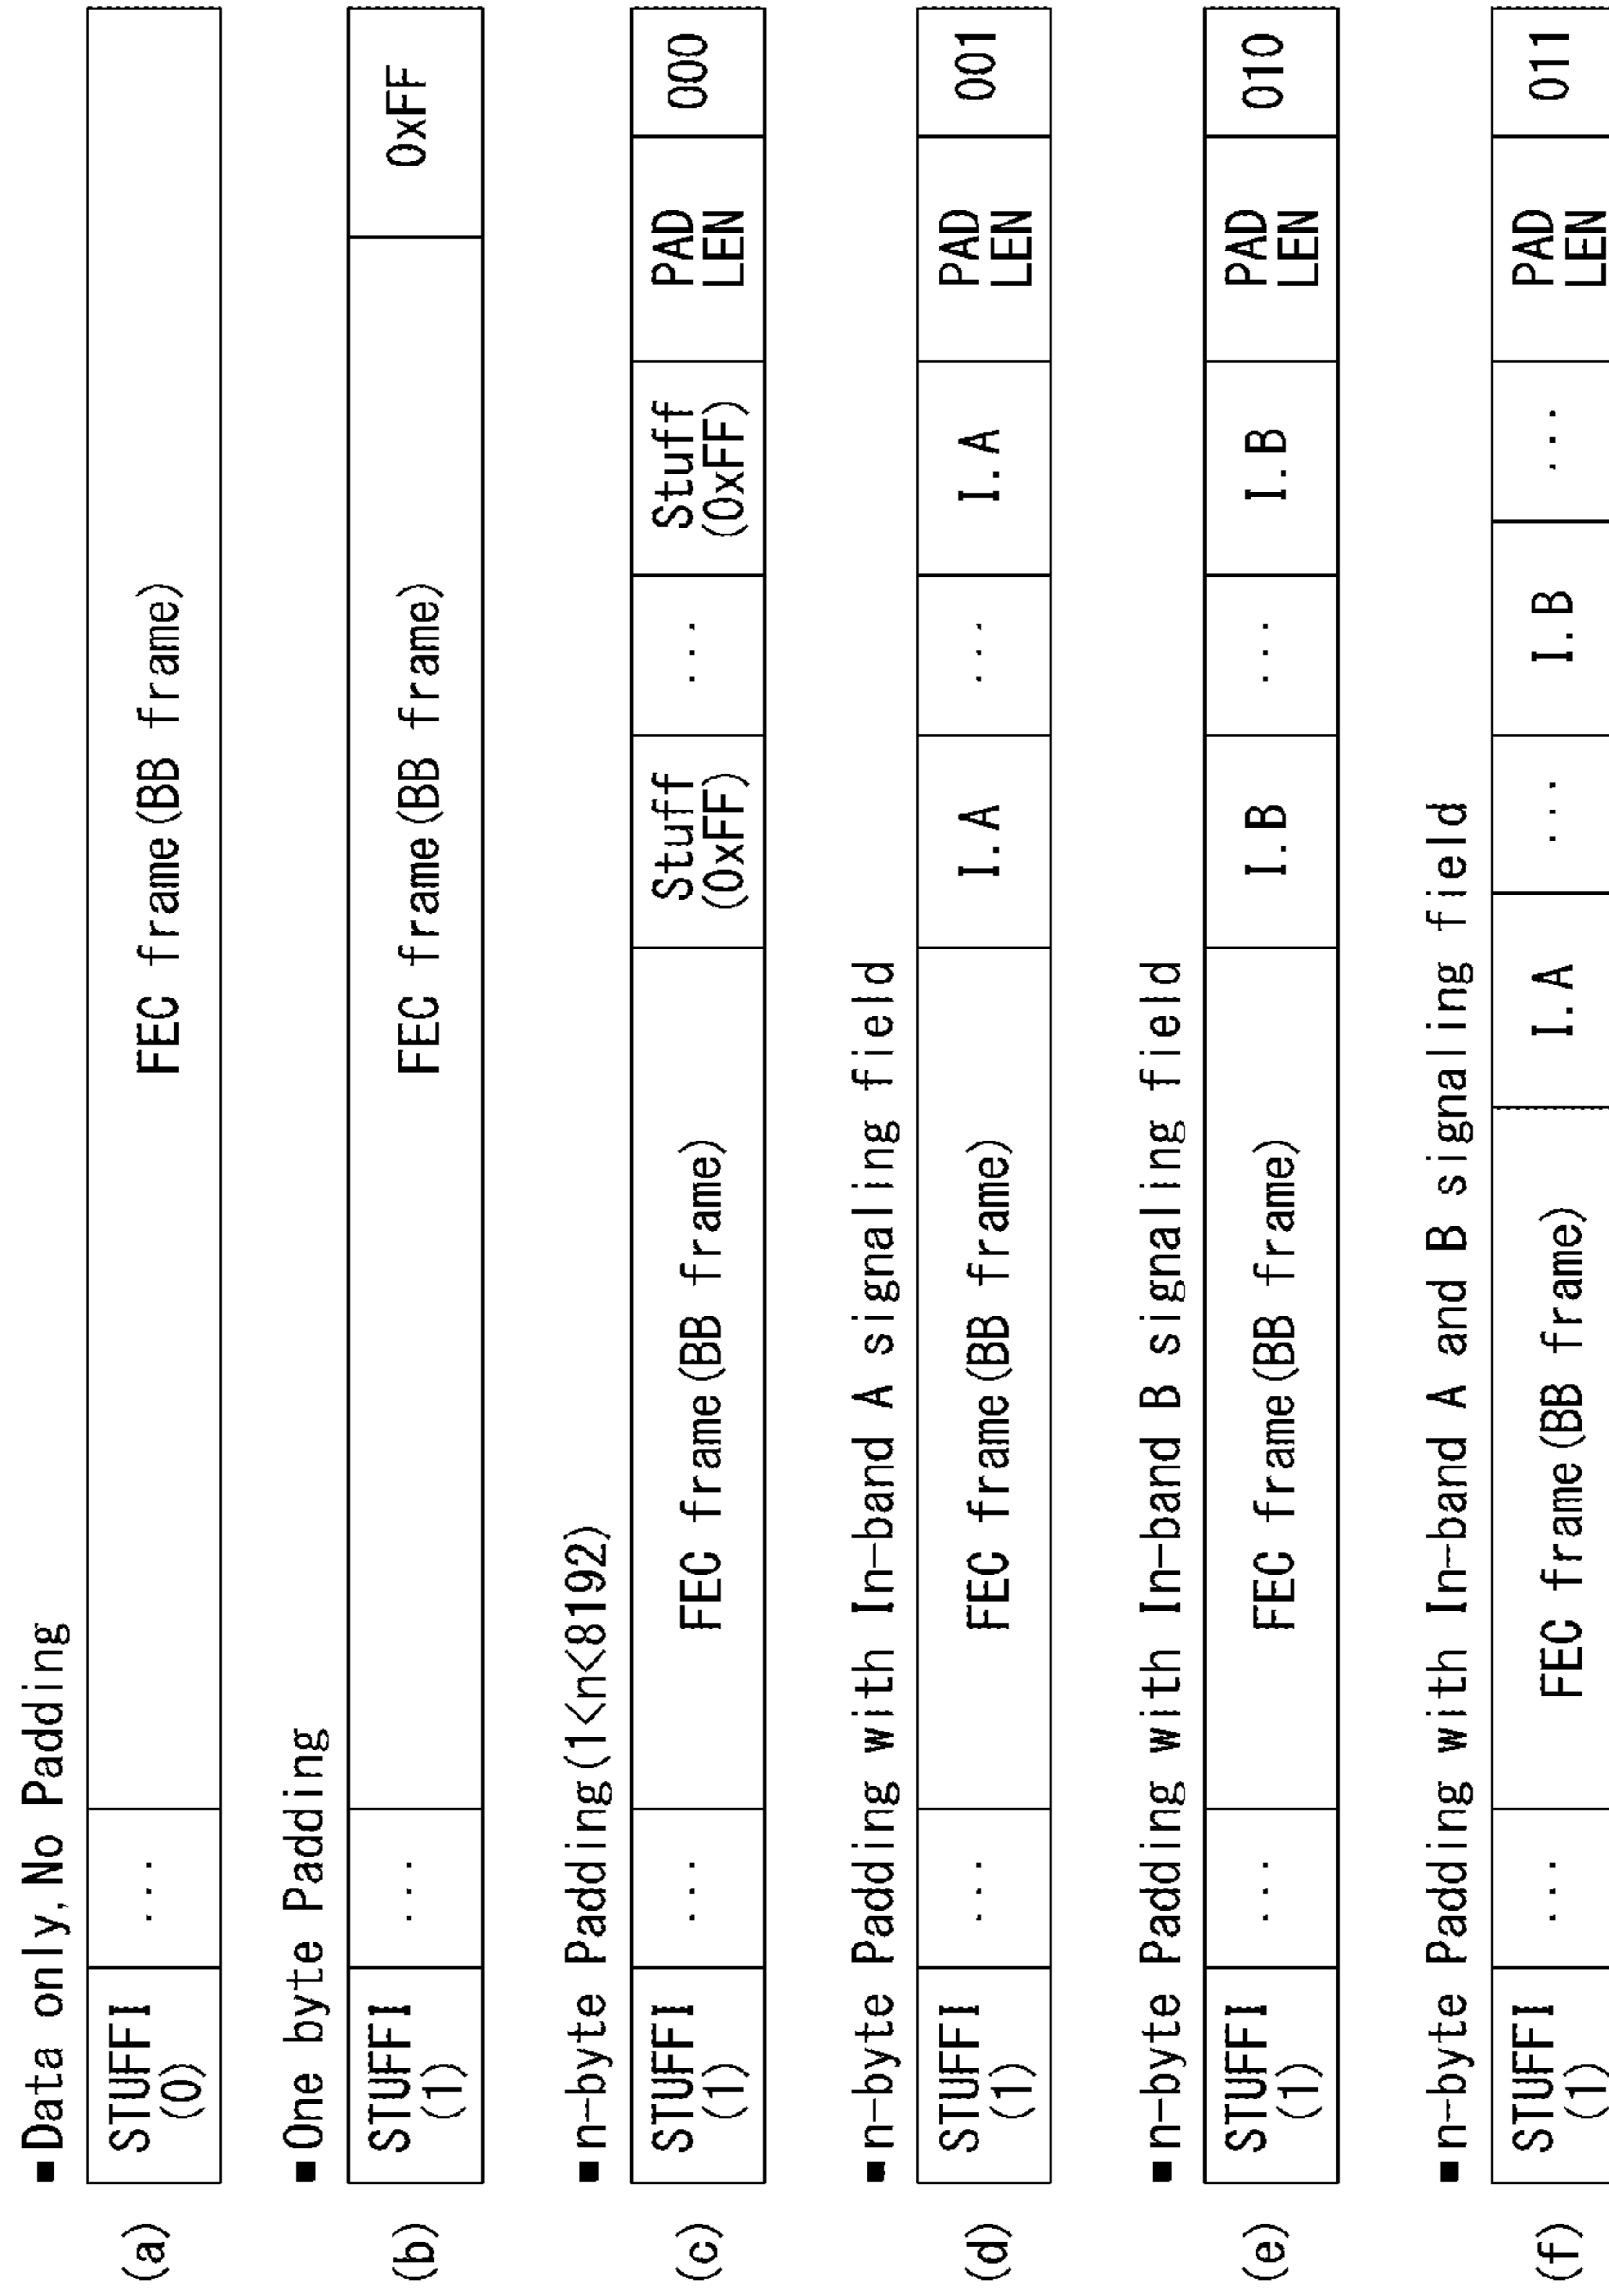 ■Data only,No Padding
(a) STUFFI (0) ... FEC frame(BB frame)
■One byte Padding
(b) STUFFI (1) ... FEC frame(BB frame) 0xFF
■n-byte Padding(1<n<8192)
(c) STUFFI (1) ... FEC frame(BB frame) Stuff (0xFF) ... Stuff (0xFF) PAD LEN 000
■n-byte Padding with In-band A signaling field
(d) STUFFI (1) ... FEC frame(BB frame) I.A ... I.A PAD LEN 001
■n-byte Padding with In-band B signaling field
(e) STUFFI (1) ... FEC frame(BB frame) I.B ... I.B PAD LEN 010
■n-byte Padding with In-band A and B signaling field
(f) STUFFI (1) ... FEC frame(BB frame) I.A ... I.B ... PAD LEN 011